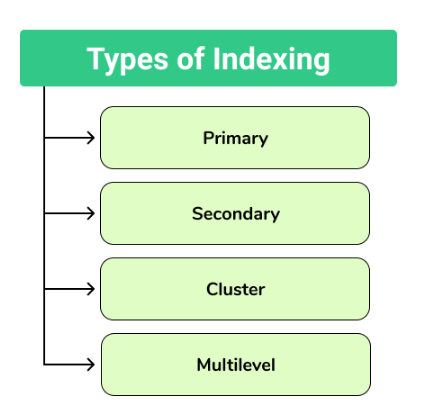 Types of Indexing
Primary
Secondary
Cluster
Multilevel